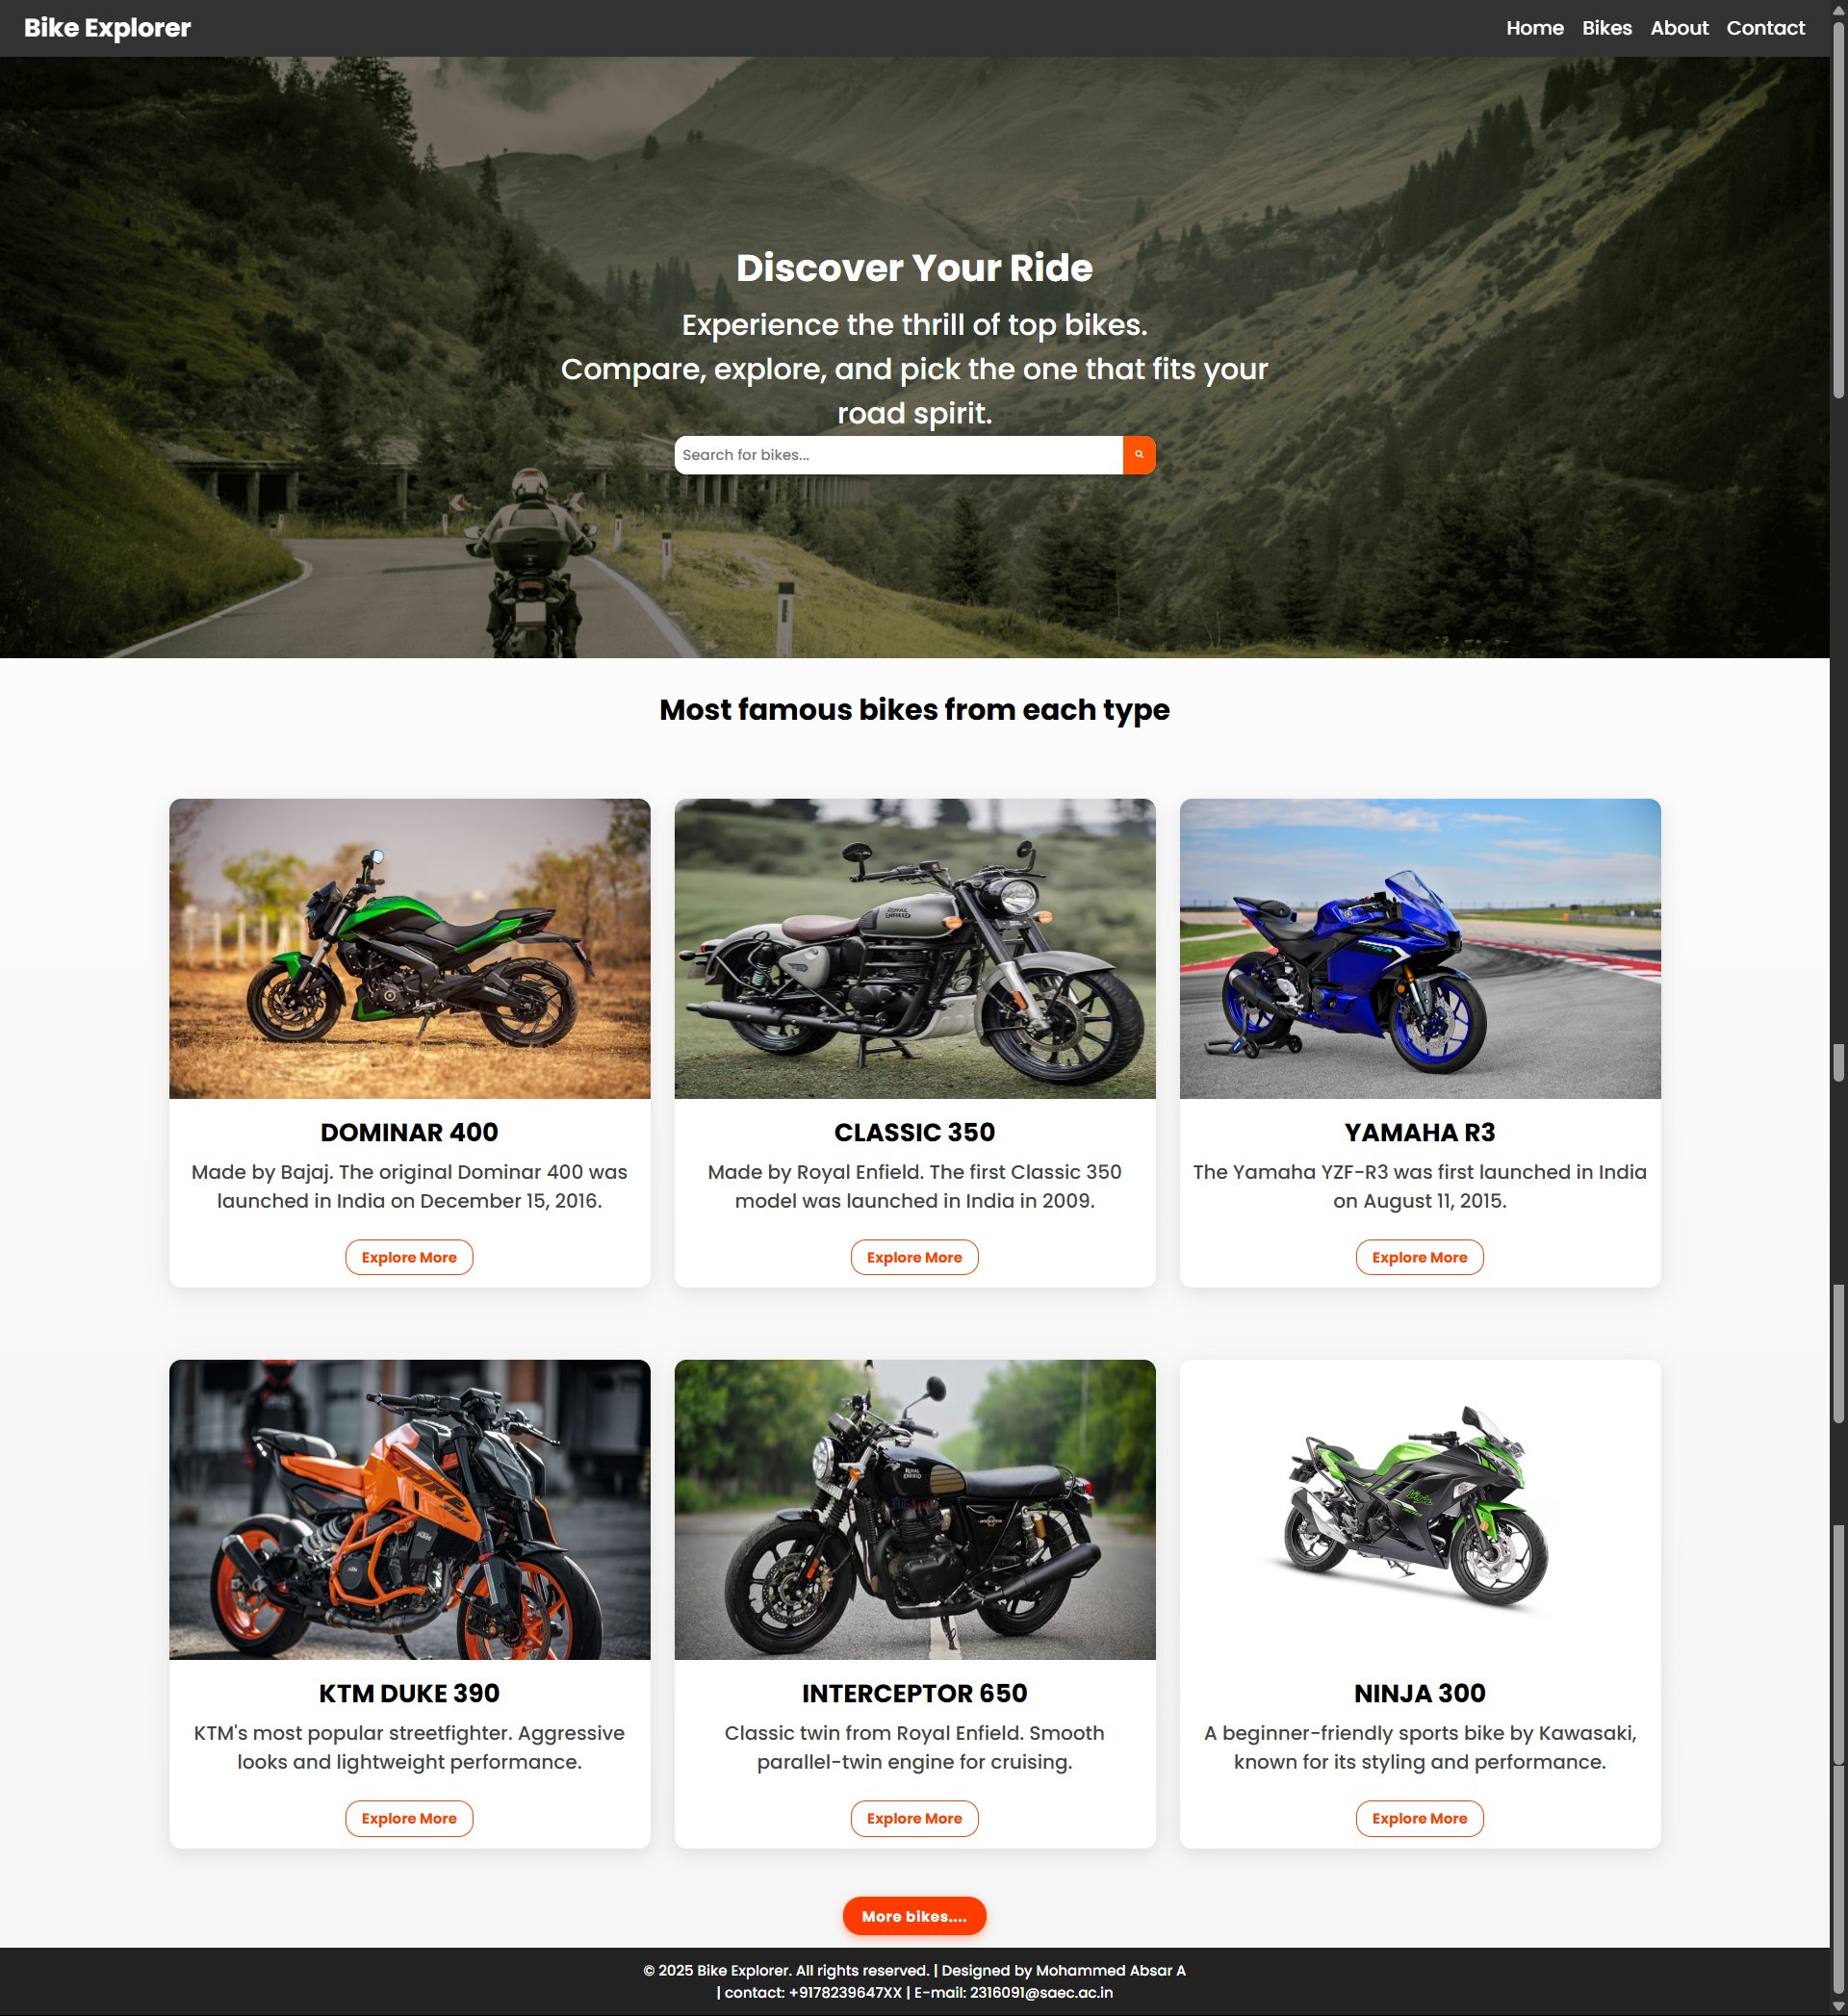 Bike Explorer
Home Bikes About Contact
Discover Your Ride
Experience the thrill of top bikes.
Compare, explore, and pick the one that fits your
road spirit.
Search for bikes...
Most famous bikes from each type
ROYAL
ENFIELD
DOMINAR 400
CLASSIC 350
YAMAHA R3
Made by Bajaj. The original Dominar 400 was
launched in India on December 15, 2016.
Made by Royal Enfield. The first Classic 350
model was launched in India in 2009.
The Yamaha YZF-R3 was first launched in India
on August 11, 2015.
Explore More
Explore More
Explore More
DUKE
KTM
ROYAL
ENFIELD
Ninja
KTM DUKE 390
INTERCEPTOR 650
NINJA 300
KTM's most popular streetfighter. Aggressive
looks and lightweight performance.
Classic twin from Royal Enfield. Smooth
parallel-twin engine for cruising.
A beginner-friendly sports bike by Kawasaki,
known for its styling and performance.
Explore More
Explore More
Explore More
More bikes....
© 2025 Bike Explorer. All rights reserved. | Designed by Mohammed Absar A
| contact: +9178239647XX | E-mail: 2316091@saec.ac.in